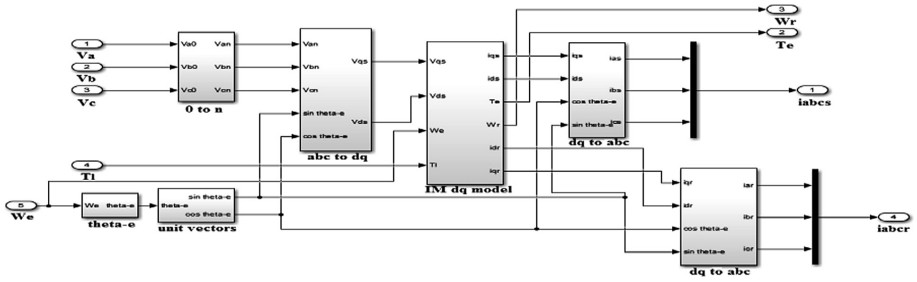 1
Va
2
Vb
3
Vc
4
Tl
5
We
Va0
Vb0
Vc0
Van
Vbn
Vcn
0 to n
Van
Vbn
Vcn
sin theta-e
cos theta-e
Vqs
Vds
abc to dq
We
theta-e
theta-e
theta-e
sin theta-e
cos theta-e
unit vectors
Vqs
Vds
We
Tl
iqs
ids
Te
Wr
idr
iqr
IM dq model
iqs
ids
cos theta-e
sin theta-e
ias
ibs
ics
dq to abc
iqr
idr
cos theta-e
sin theta-e
iar
ibr
icr
dq to abc
3
Wr
2
Te
1
iabcs
4
iabcr